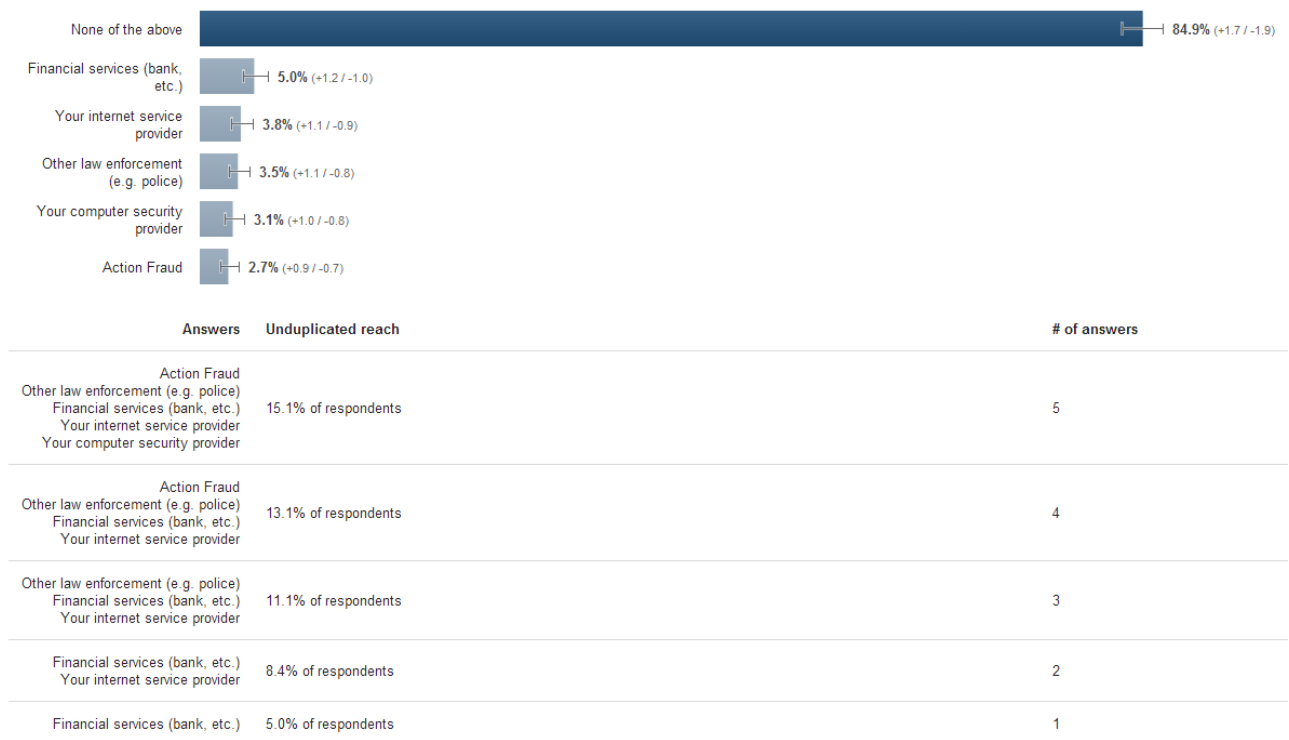 None of the above
84.9% (+1.7 / -1.9)
Financial services (bank,
etc.)
5.0% (+1.2 / -1.0)
Your internet service
provider
3.8% (+1.1 / -0.9)
Other law enforcement
(e.g. police)
3.5% (+1.1 / -0.8)
Your computer security
provider
3.1% (+1.0 / -0.8)
Action Fraud
2.7% (+0.9 / -0.7)
Answers Unduplicated reach # of answers
Action Fraud
Other law enforcement (e.g. police)
Financial services (bank, etc.)
Your internet service provider
Your computer security provider
15.1% of respondents
5
Action Fraud
Other law enforcement (e.g. police)
Financial services (bank, etc.)
Your internet service provider
13.1% of respondents
4
Other law enforcement (e.g. police)
Financial services (bank, etc.)
Your internet service provider
11.1% of respondents
3
Financial services (bank, etc.)
Your internet service provider
8.4% of respondents
2
Financial services (bank, etc.)
5.0% of respondents
1